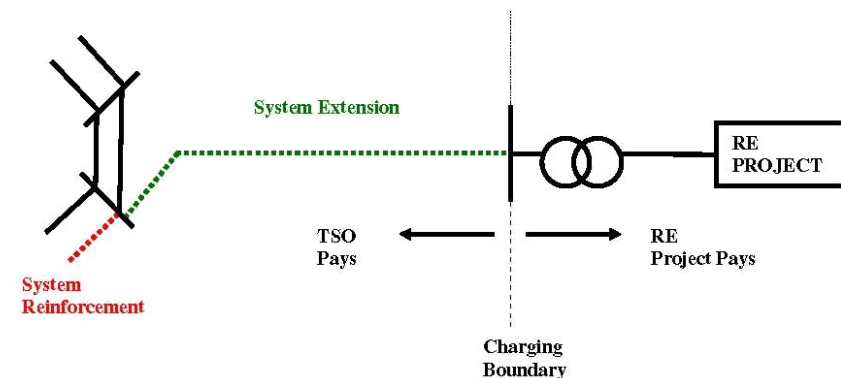 System Extension
RE
PROJECT
TSO
Pays
RE
Project Pays
System
Reinforcement
Charging
Boundary